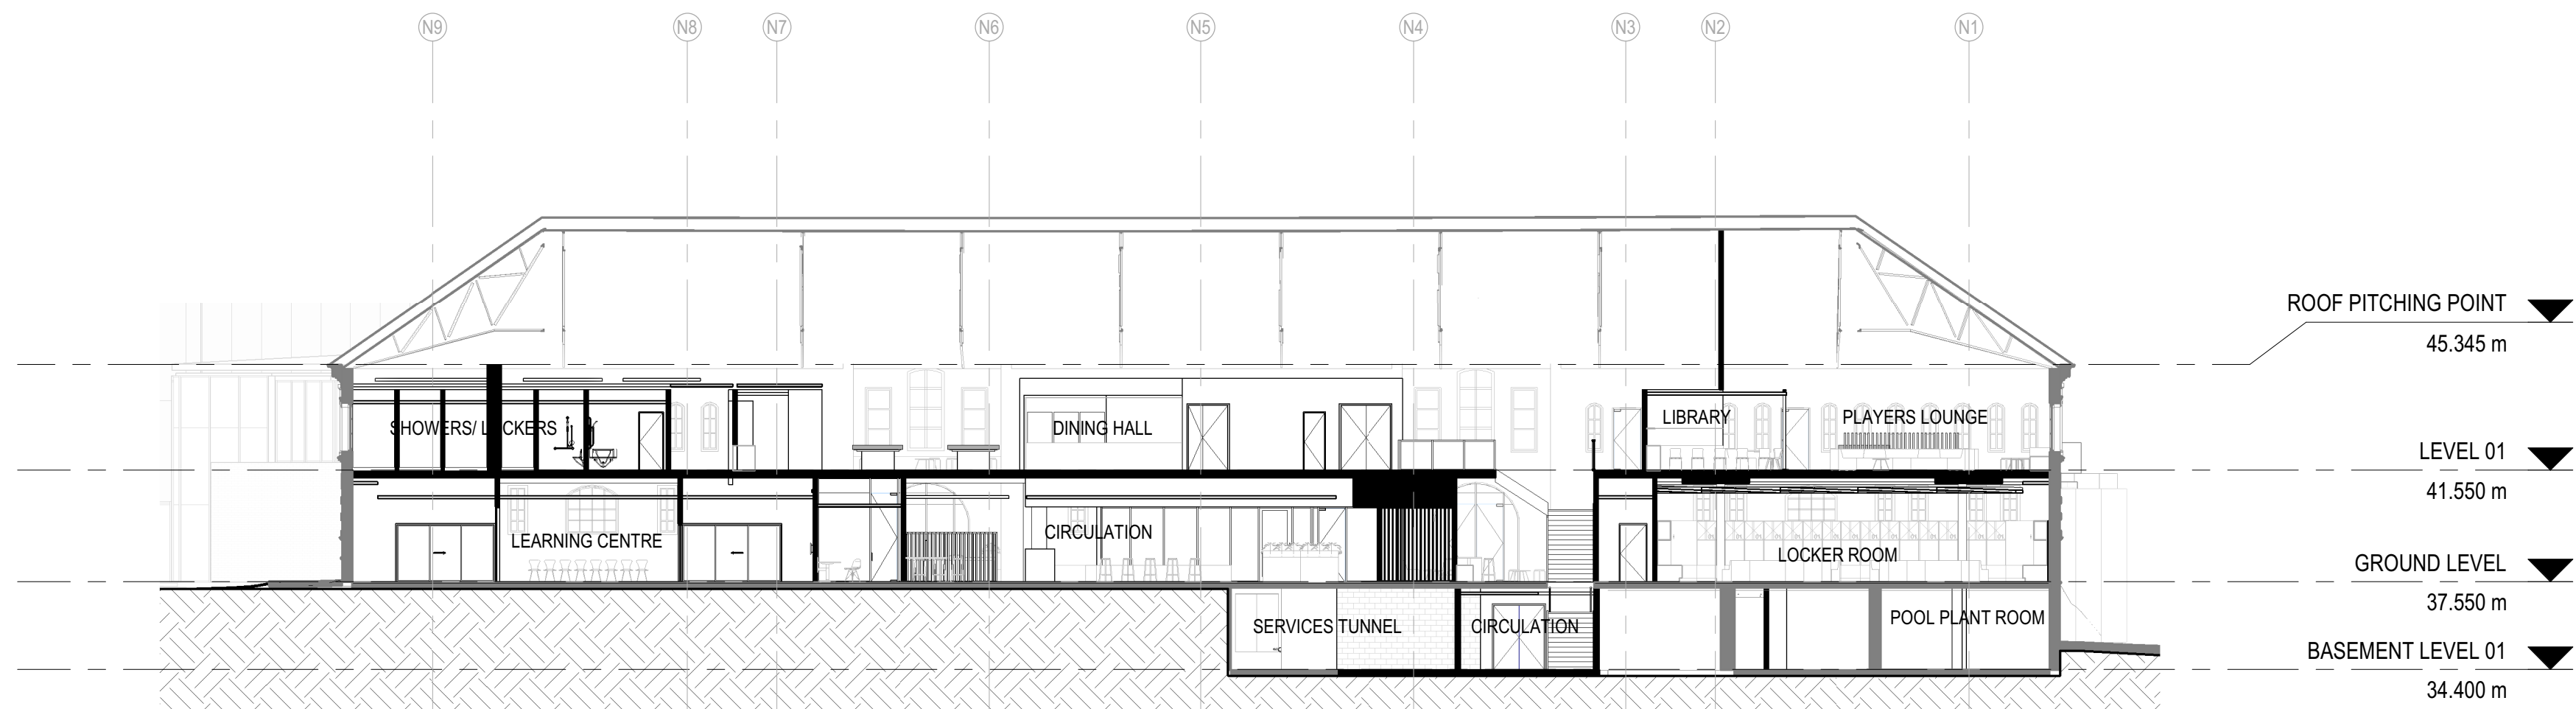 N9
N8
N7
N6
N5
N4
N3
N2
N1
ROOF PITCHING POINT
45.345 m
SHOWERS/ LOCKERS
DINING HALL
LIBRARY
PLAYERS LOUNGE
LEVEL 01
41.550 m
LEARNING CENTRE
CIRCULATION
LOCKER ROOM
GROUND LEVEL
37.550 m
SERVICES TUNNEL
CIRCULATION
POOL PLANT ROOM
BASEMENT LEVEL 01
34.400 m